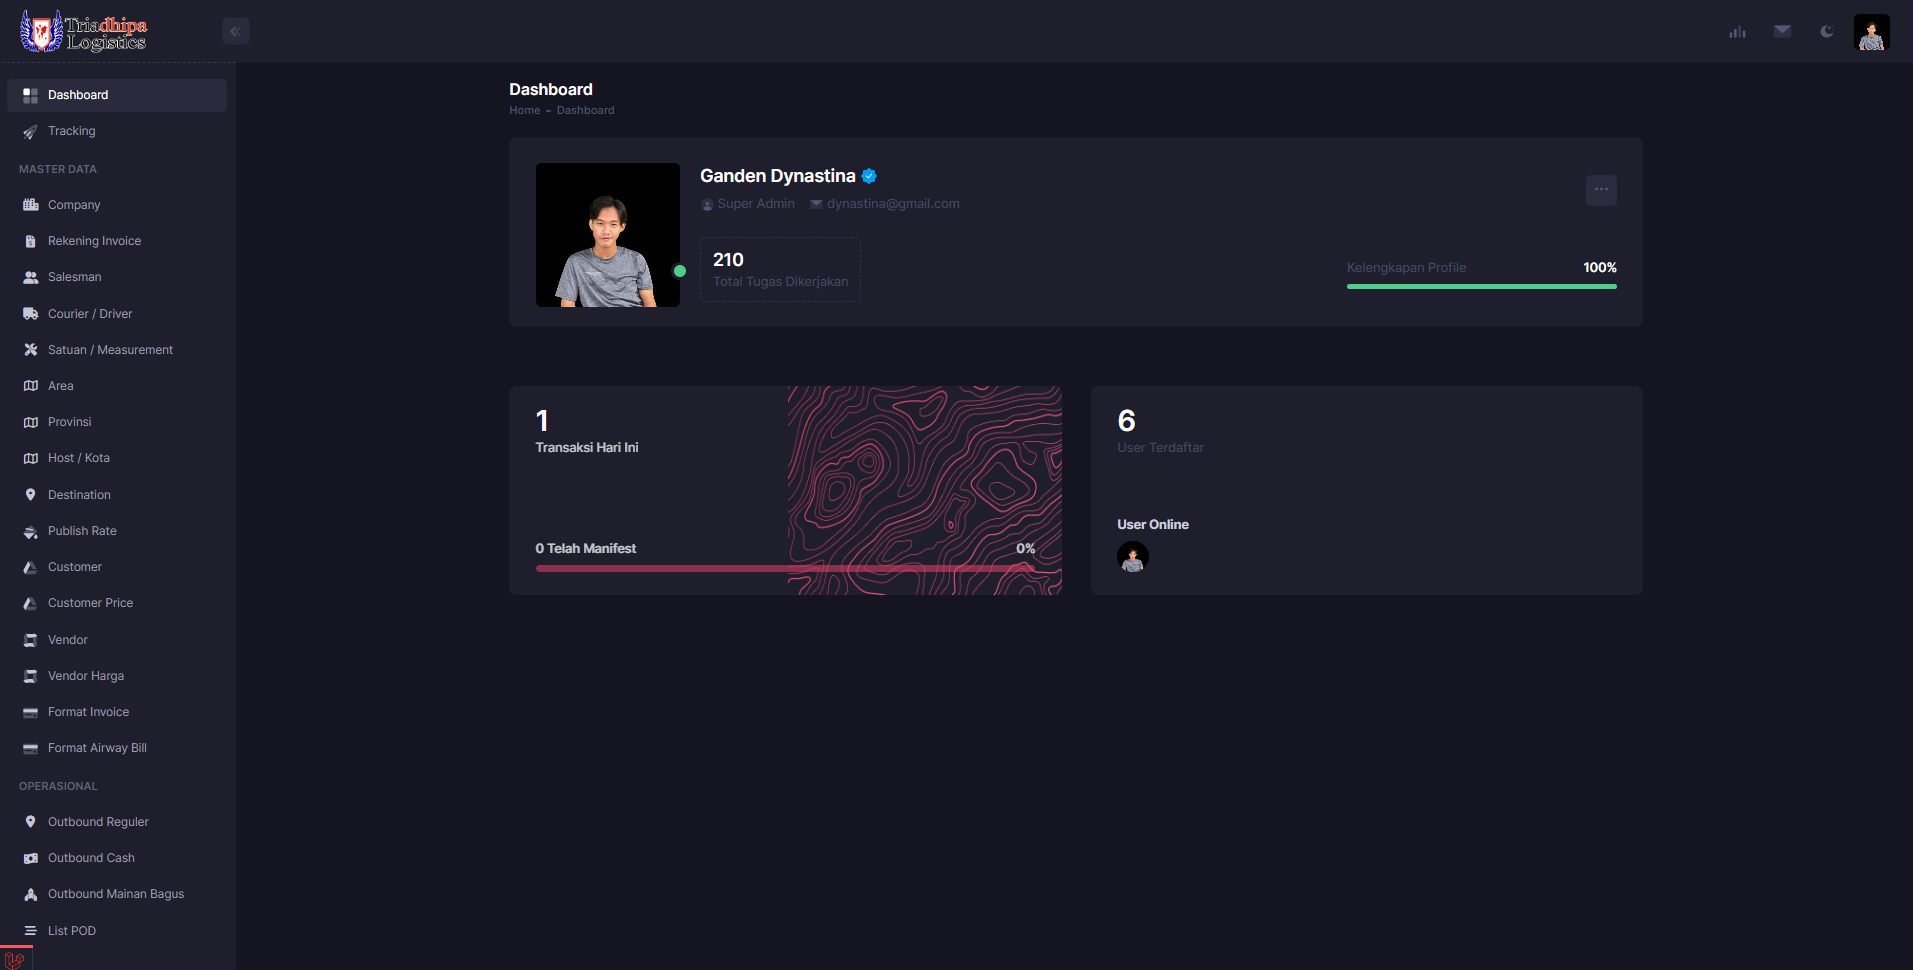 Triadhipa
Logistics
Dashboard
Tracking
MASTER DATA
Company
Rekening Invoice
Salesman
Courier / Driver
Satuan / Measurement
Area
Provinsi
Host / Kota
Destination
Publish Rate
Customer
Customer Price
Vendor
Vendor Harga
Format Invoice
Format Airway Bill
OPERASIONAL
Outbound Reguler
Outbound Cash
Outbound Mainan Bagus
List POD
Dashboard
Home - Dashboard
Ganden Dynastina
Super Admin dynastina@gmail.com
210
Total Tugas Dikerjakan
Kelengkapan Profile 100%
1
Transaksi Hari Ini
0 Telah Manifest 0%
6
User Terdaftar
User Online